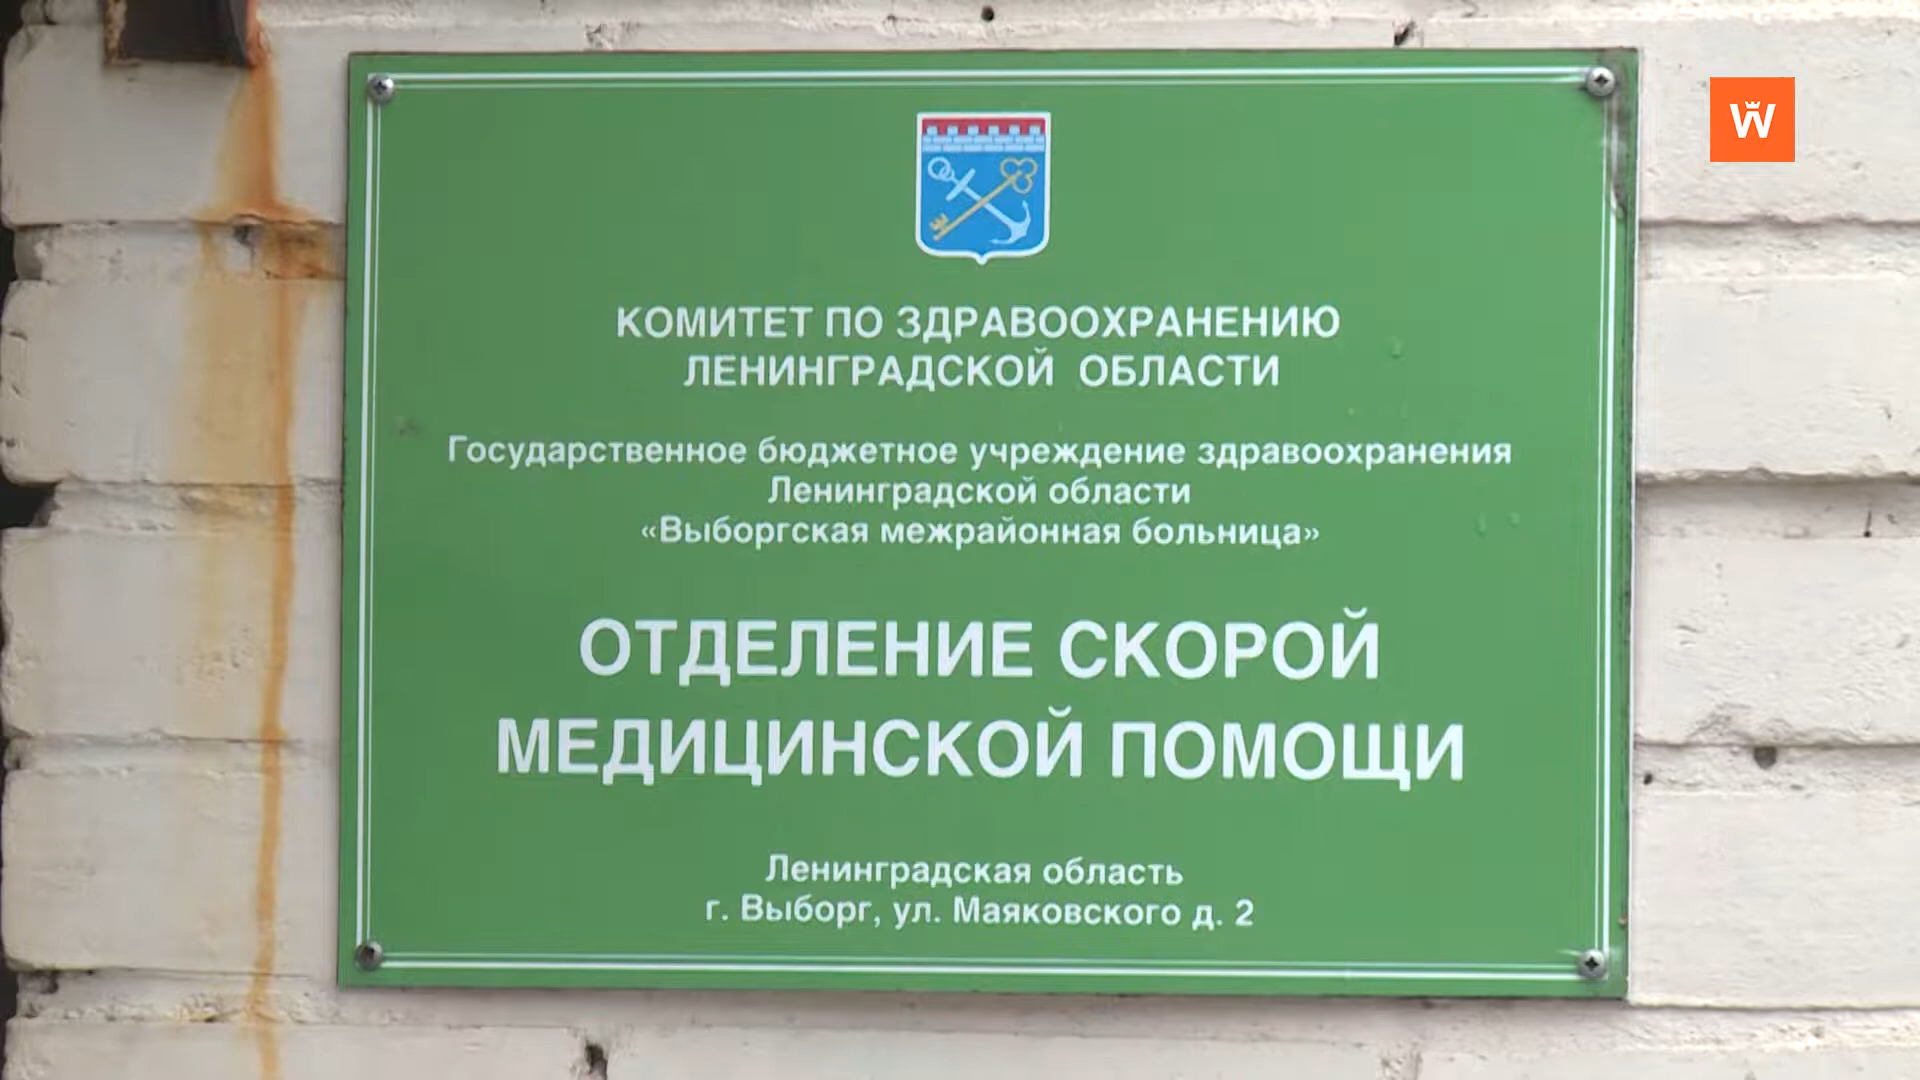 W
КОМИТЕТ ПО ЗДРАВООХРАНЕНИЮ
ЛЕНИНГРАДСКОЙ ОБЛАСТИ
Государственное бюджетное учреждение здравоохранения
Ленинградской области
«Выборгская межрайонная больница»
ОТДЕЛЕНИЕ СКОРОЙ
МЕДИЦИНСКОЙ ПОМОЩИ
Ленинградская область
г. Выборг, ул. Маяковского д. 2